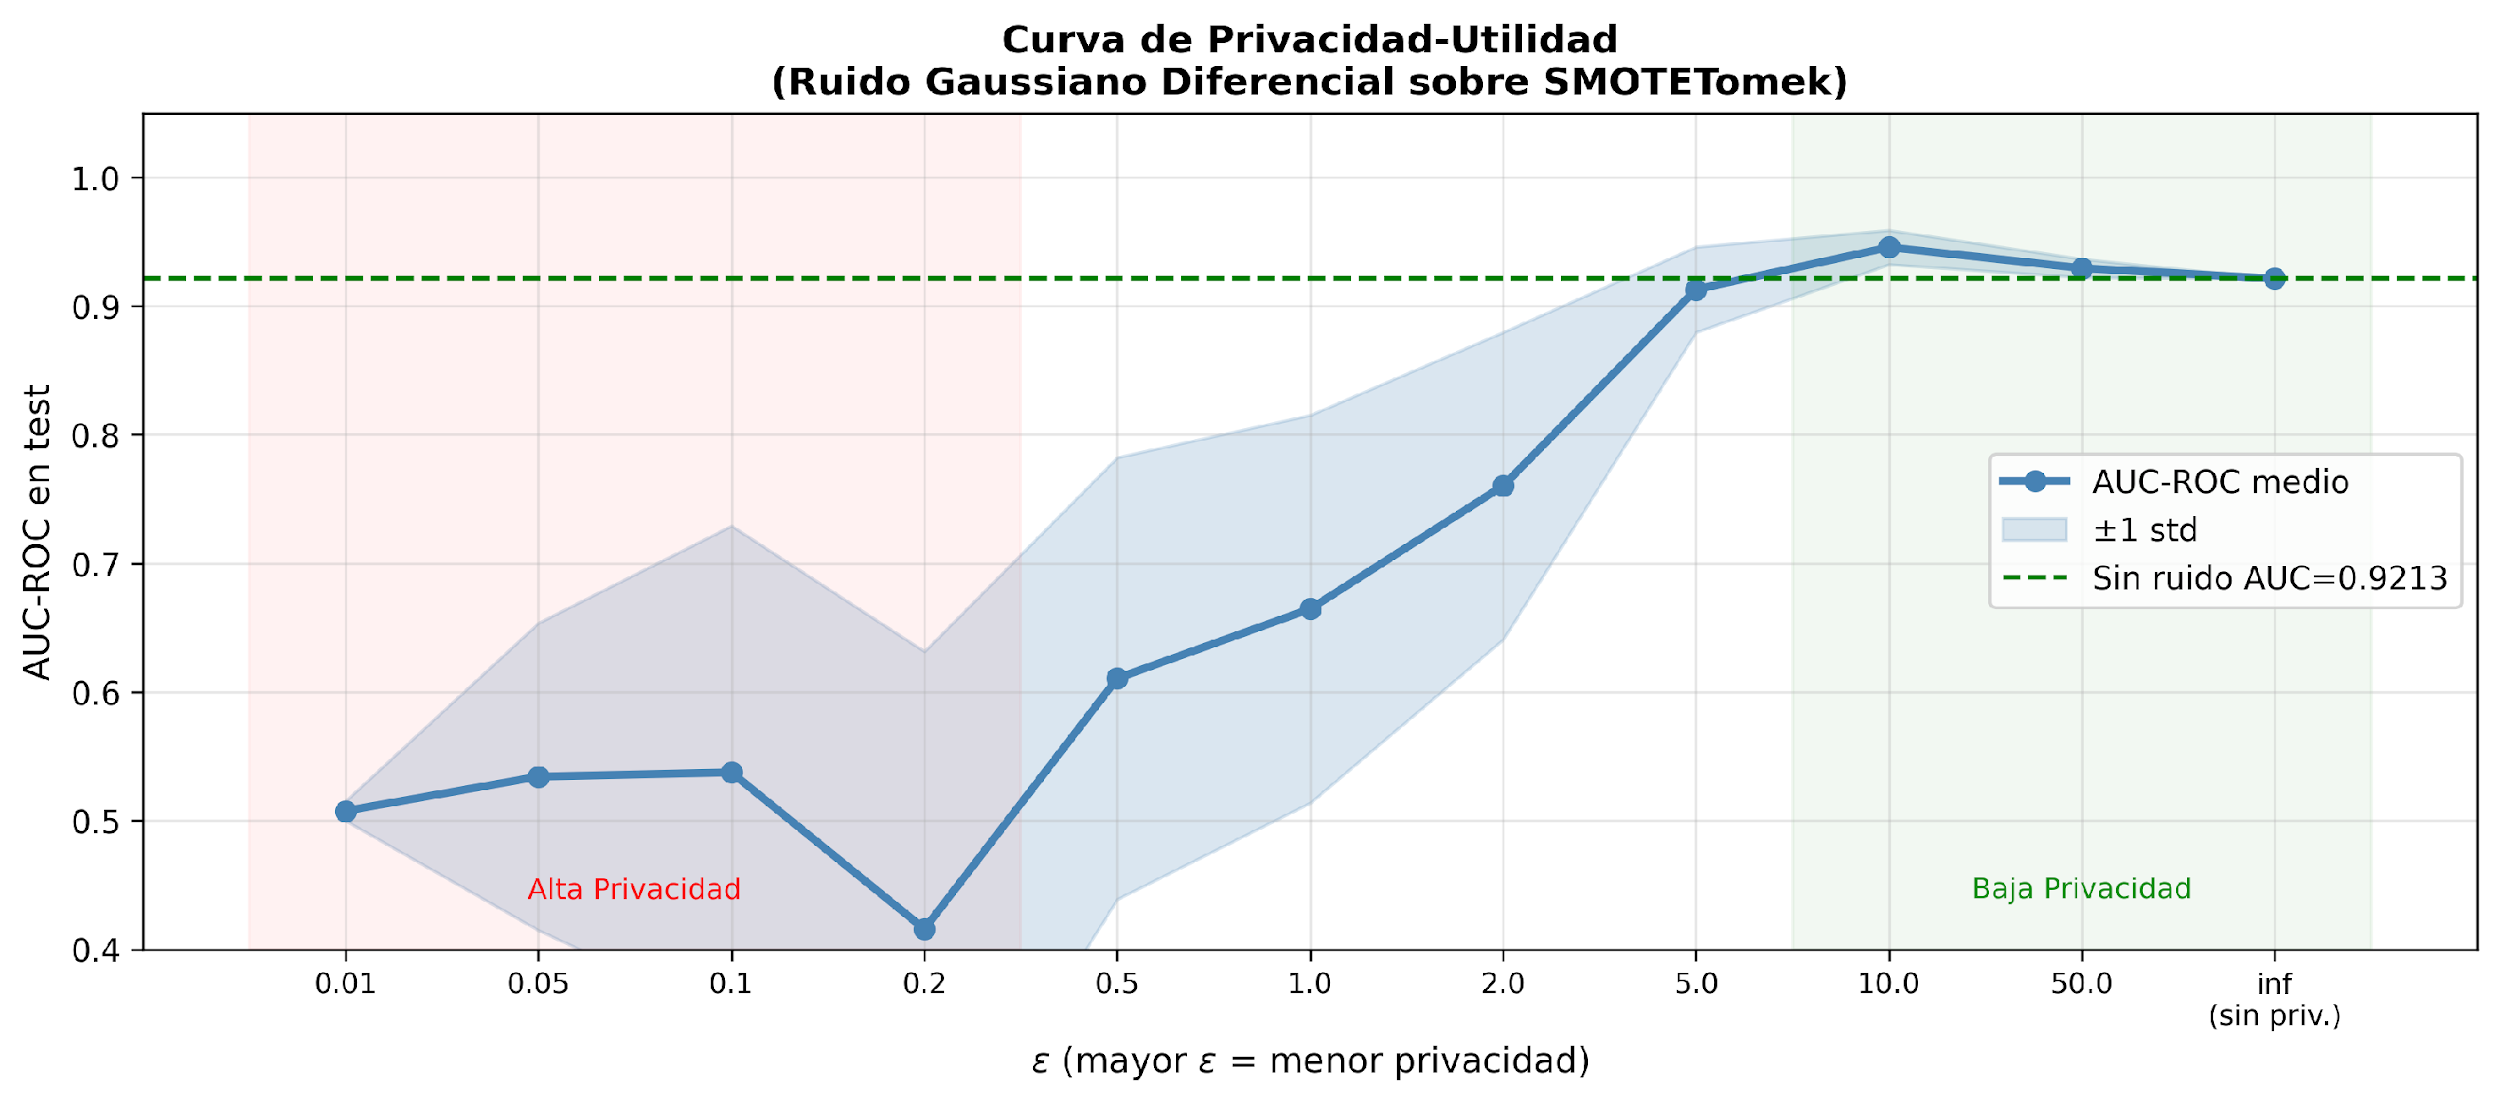 Curva de Privacidad-Utilidad
(Ruido Gaussiano Diferencial sobre SMOTETomek)
AUC-ROC en test
1.0
0.9
0.8
0.7
0.6
0.5
0.4
AUC-ROC medio
±1 std
Sin ruido AUC=0.9213
Alta Privacidad
Baja Privacidad
0.01 0.05 0.1 0.2 0.5 1.0 2.0 5.0 10.0 50.0 inf
(sin priv.)
ε (mayor ε = menor privacidad)